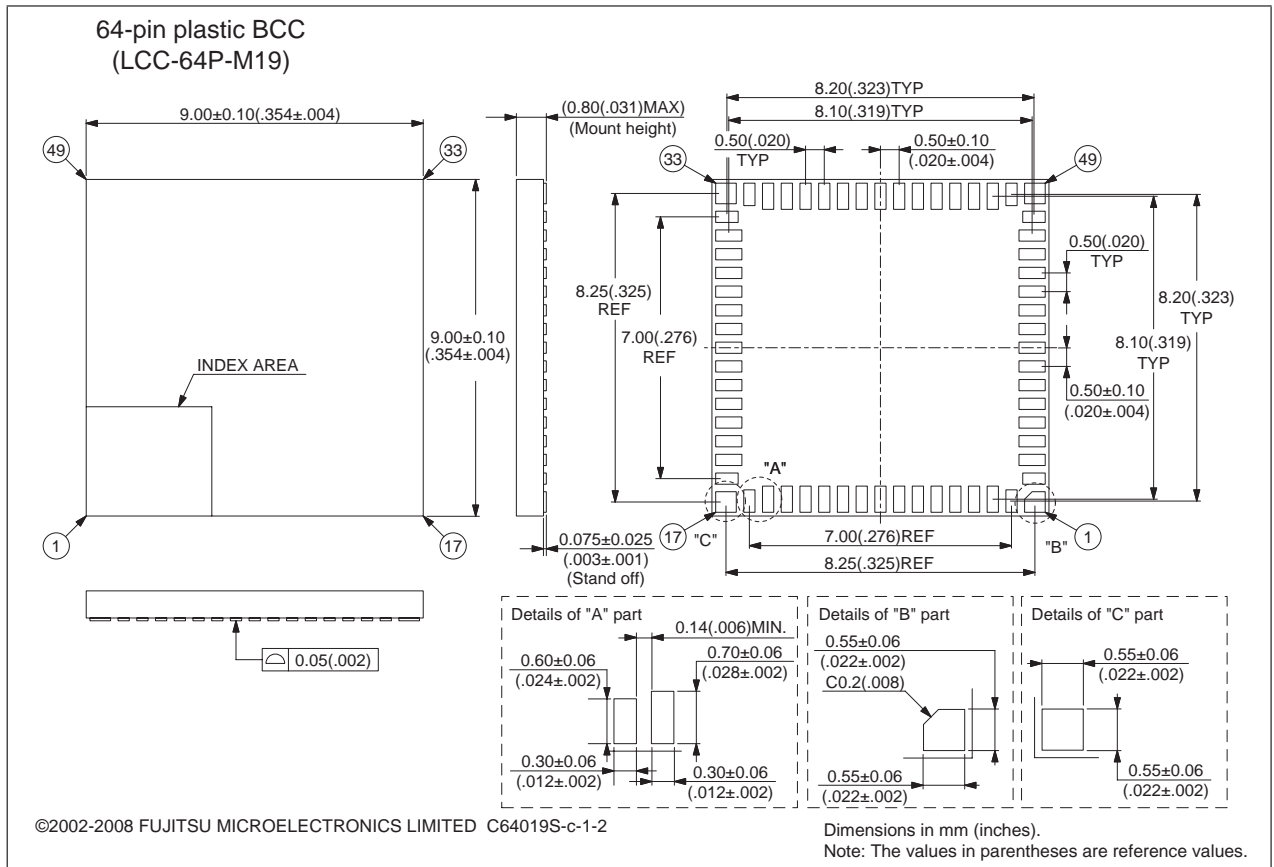 64-pin plastic BCC
(LCC-64P-M19)
9.00±0.10(.354±.004)
(0.80(.031)MAX)
(Mount height)
8.20(.323)TYP
8.10(.319)TYP
0.50(.020)
TYP
0.50±0.10
(.020±.004)
49
33
33
49
0.50(.020)
TYP
8.25(.325)
REF
8.20(.323)
TYP
9.00±0.10
(.354±.004)
7.00(.276)
REF
8.10(.319)
TYP
INDEX AREA
0.50±0.10
(.020±.004)
"A"
1
17
17
"C"
7.00(.276)REF
"B"
1
0.075±0.025
(.003±.001)
(Stand off)
8.25(.325)REF
0.05(.002)
Details of "A" part
0.14(.006)MIN.
0.60±0.06
(.024±.002)
0.70±0.06
(.028±.002)
0.30±0.06
(.012±.002)
0.30±0.06
(.012±.002)
Details of "B" part
0.55±0.06
(.022±.002)
C0.2(.008)
0.55±0.06
(.022±.002)
Details of "C" part
0.55±0.06
(.022±.002)
0.55±0.06
(.022±.002)
©2002-2008 FUJITSU MICROELECTRONICS LIMITED C64019S-c-1-2
Dimensions in mm (inches).
Note: The values in parentheses are reference values.